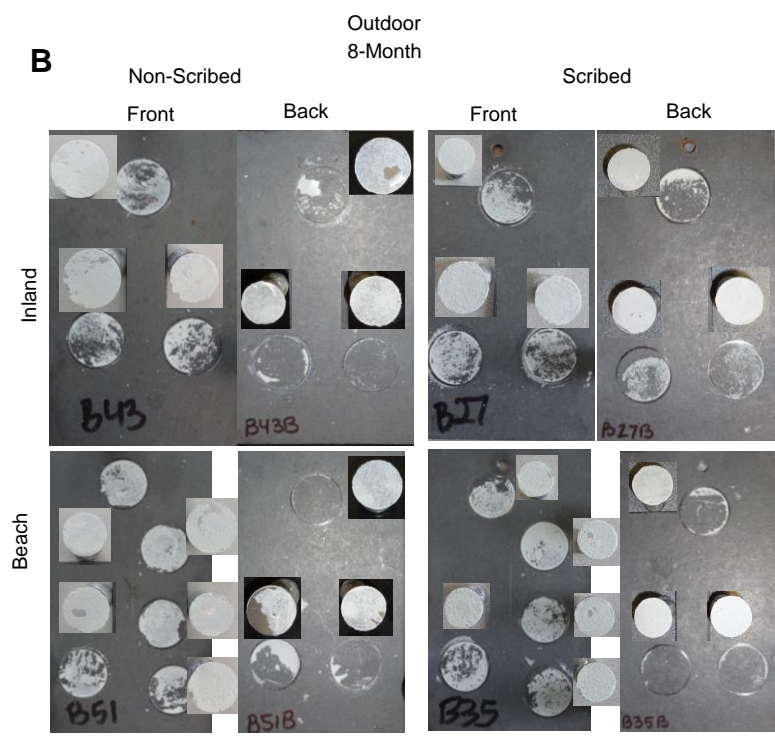 Outdoor
8-Month
B
Non-Scribed
Scribed
Front
Back
Front
Back
Inland
B43
B43B
B27
B27B
Beach
B51
B51B
B35
B35B